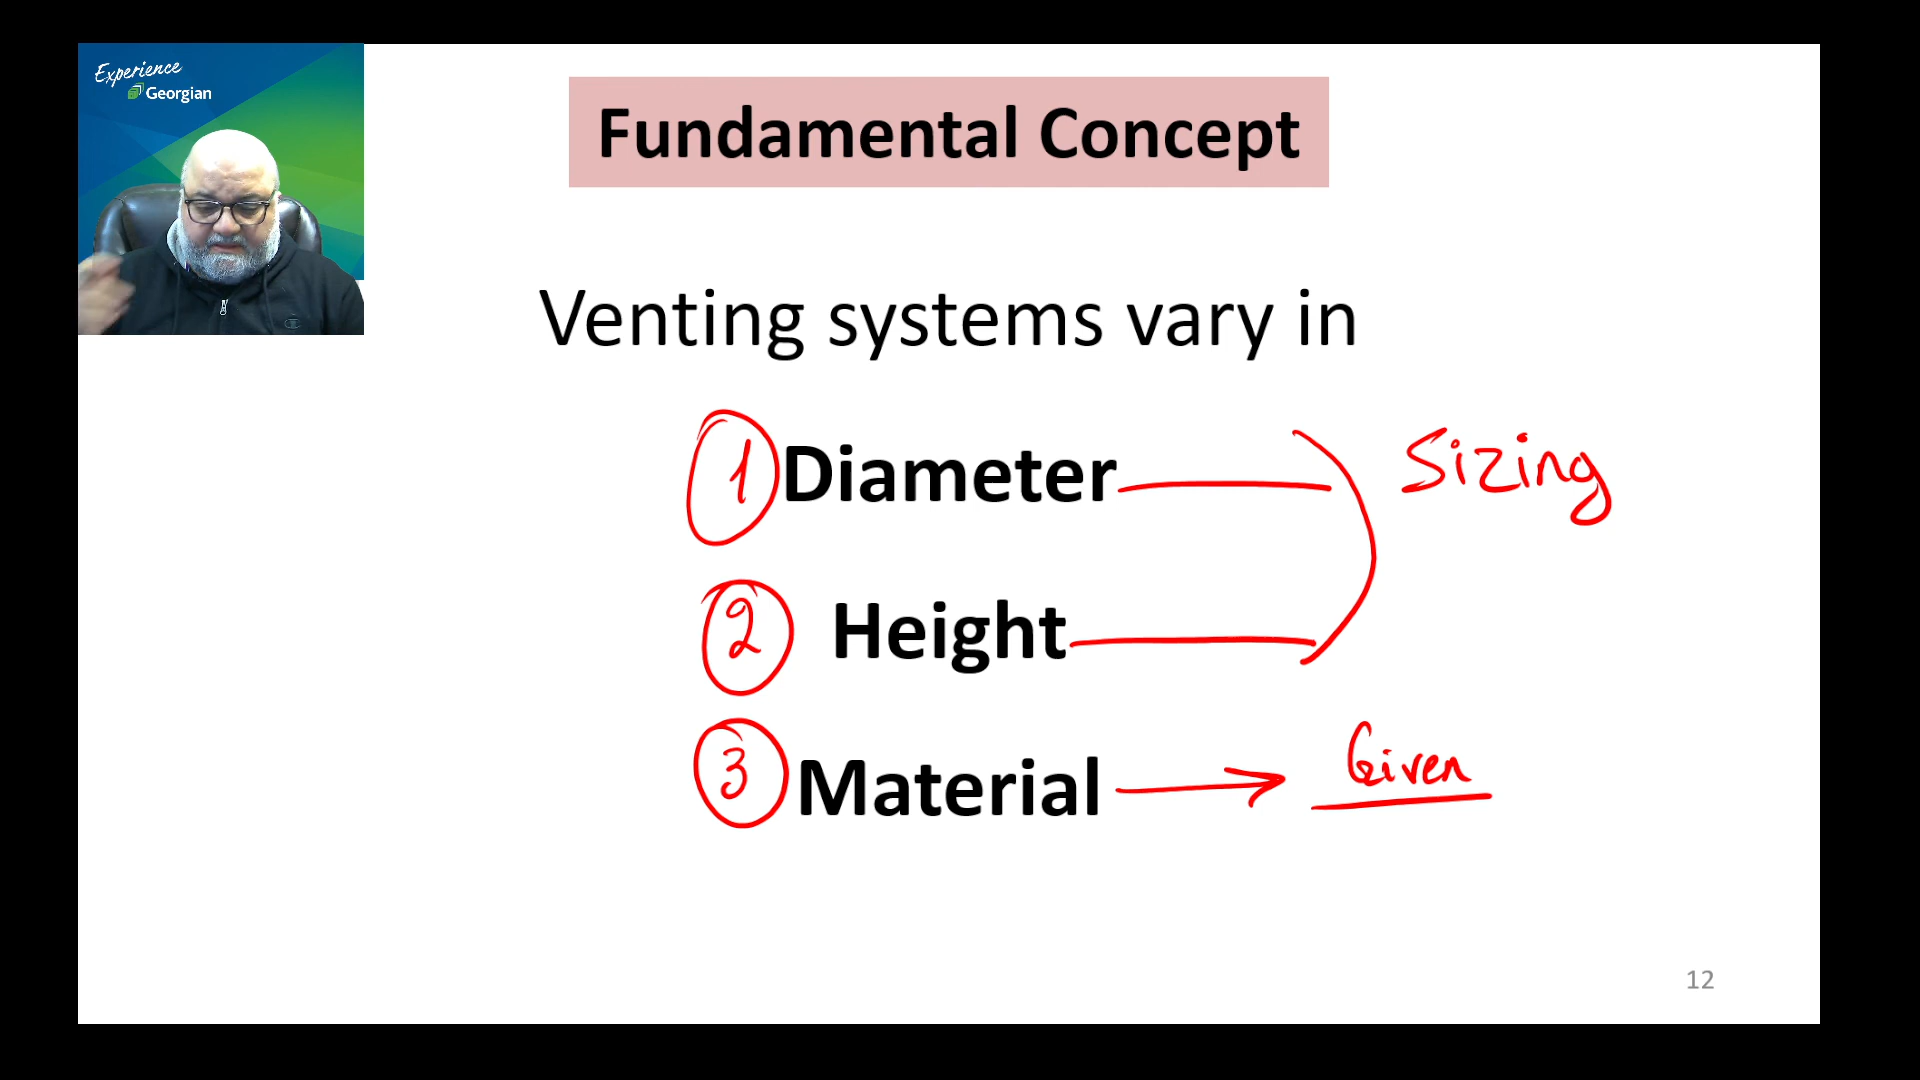 Experience
Georgian
Fundamental Concept
Venting systems vary in
1 Diameter
Sizing
2 Height
3 Material
Given
12